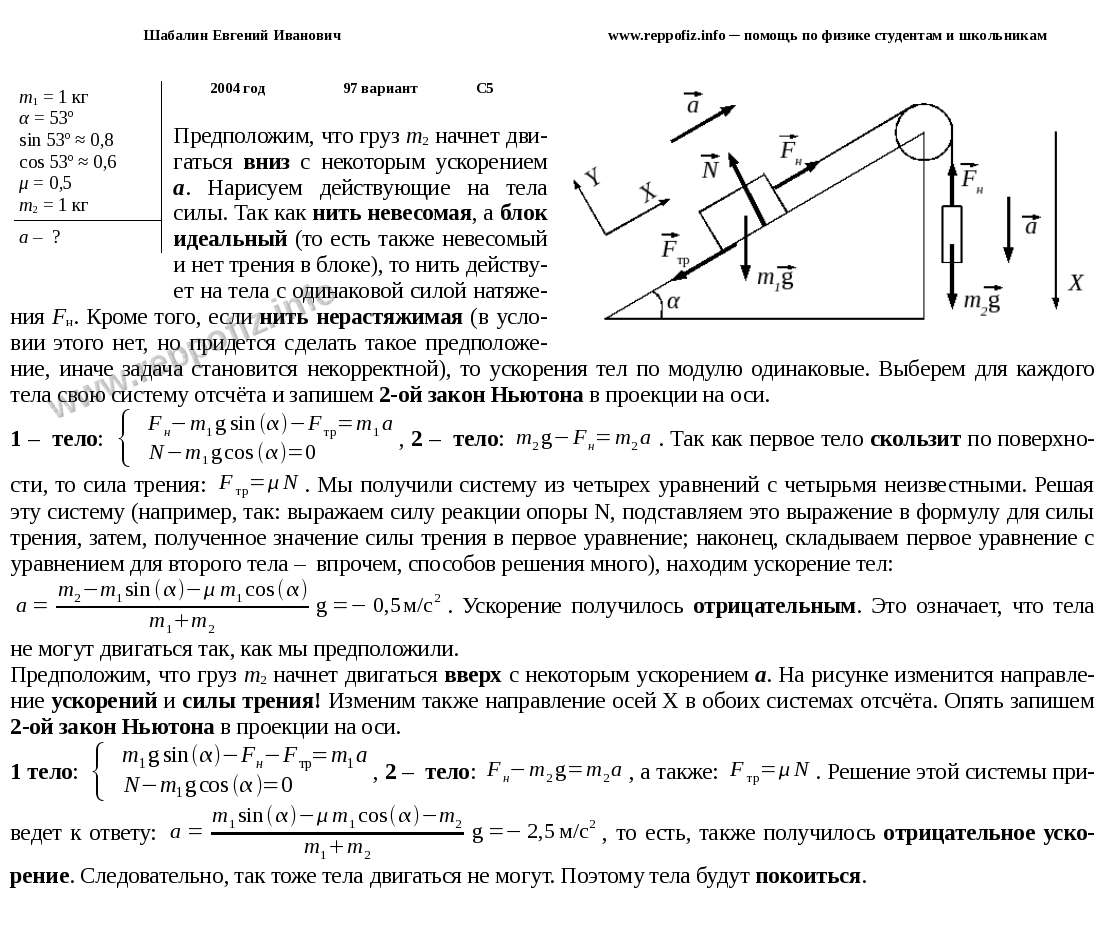 Шабалин Евгений Иванович
www.reppofiz.info — помощь по физике студентам и школьникам
m1 = 1 кг
α = 53º
sin 53º ≈ 0,8
cos 53º ≈ 0,6
μ = 0,5
m2 = 1 кг
a – ?
2004 год 97 вариант С5
Предположим, что груз m2 начнет дви-
гаться вниз с некоторым ускорением
a. Нарисуем действующие на тела
силы. Так как нить невесомая, а блок
идеальный (то есть также невесомый
и нет трения в блоке), то нить действу-
ет на тела с одинаковой силой натяже-
ния Fн. Кроме того, если нить нерастяжимая (в усло-
вии этого нет, но придется сделать такое предположе-
a
Fн
N
Y
X
Fтр
m1g
α
Fн
a
m2g
X
ние, иначе задача становится некорректной), то ускорения тел по модулю одинаковые. Выберем для каждого
тела свою систему отсчёта и запишем 2-ой закон Ньютона в проекции на оси.
1 – тело: { Fн−m1g sin(α)−Fтр=m1a
N−m1g cos(α)=0 , 2 – тело: m2g−Fн=m2a . Так как первое тело скользит по поверхно-
сти, то сила трения: Fтр=μN . Мы получили систему из четырех уравнений с четырьмя неизвестными. Решая
эту систему (например, так: выражаем силу реакции опоры N, подставляем это выражение в формулу для силы
трения, затем, полученное значение силы трения в первое уравнение; наконец, складываем первое уравнение с
уравнением для второго тела – впрочем, способов решения много), находим ускорение тел:
m2−m1sin(α)−μ m1cos(α)
a = g =− 0,5м/с2 . Ускорение получилось отрицательным. Это означает, что тела
m1+m2
не могут двигаться так, как мы предположили.
Предположим, что груз m2 начнет двигаться вверх с некоторым ускорением a. На рисунке изменится направле-
ние ускорений и силы трения! Изменим также направление осей X в обоих системах отсчёта. Опять запишем
2-ой закон Ньютона в проекции на оси.
1 тело: { m1g sin(α)−Fн−Fтр=m1a
N−m1g cos(α)=0 , 2 – тело: Fн−m2g=m2a , а также: Fтр=μN . Решение этой системы при-
m1sin(α)−μ m1cos(α)−m2
ведет к ответу: a = g =− 2,5 м/с2 , то есть, также получилось отрицательное уско-
m1+m2
рение. Следовательно, так тоже тела двигаться не могут. Поэтому тела будут покоиться.
www.reppofiz.info